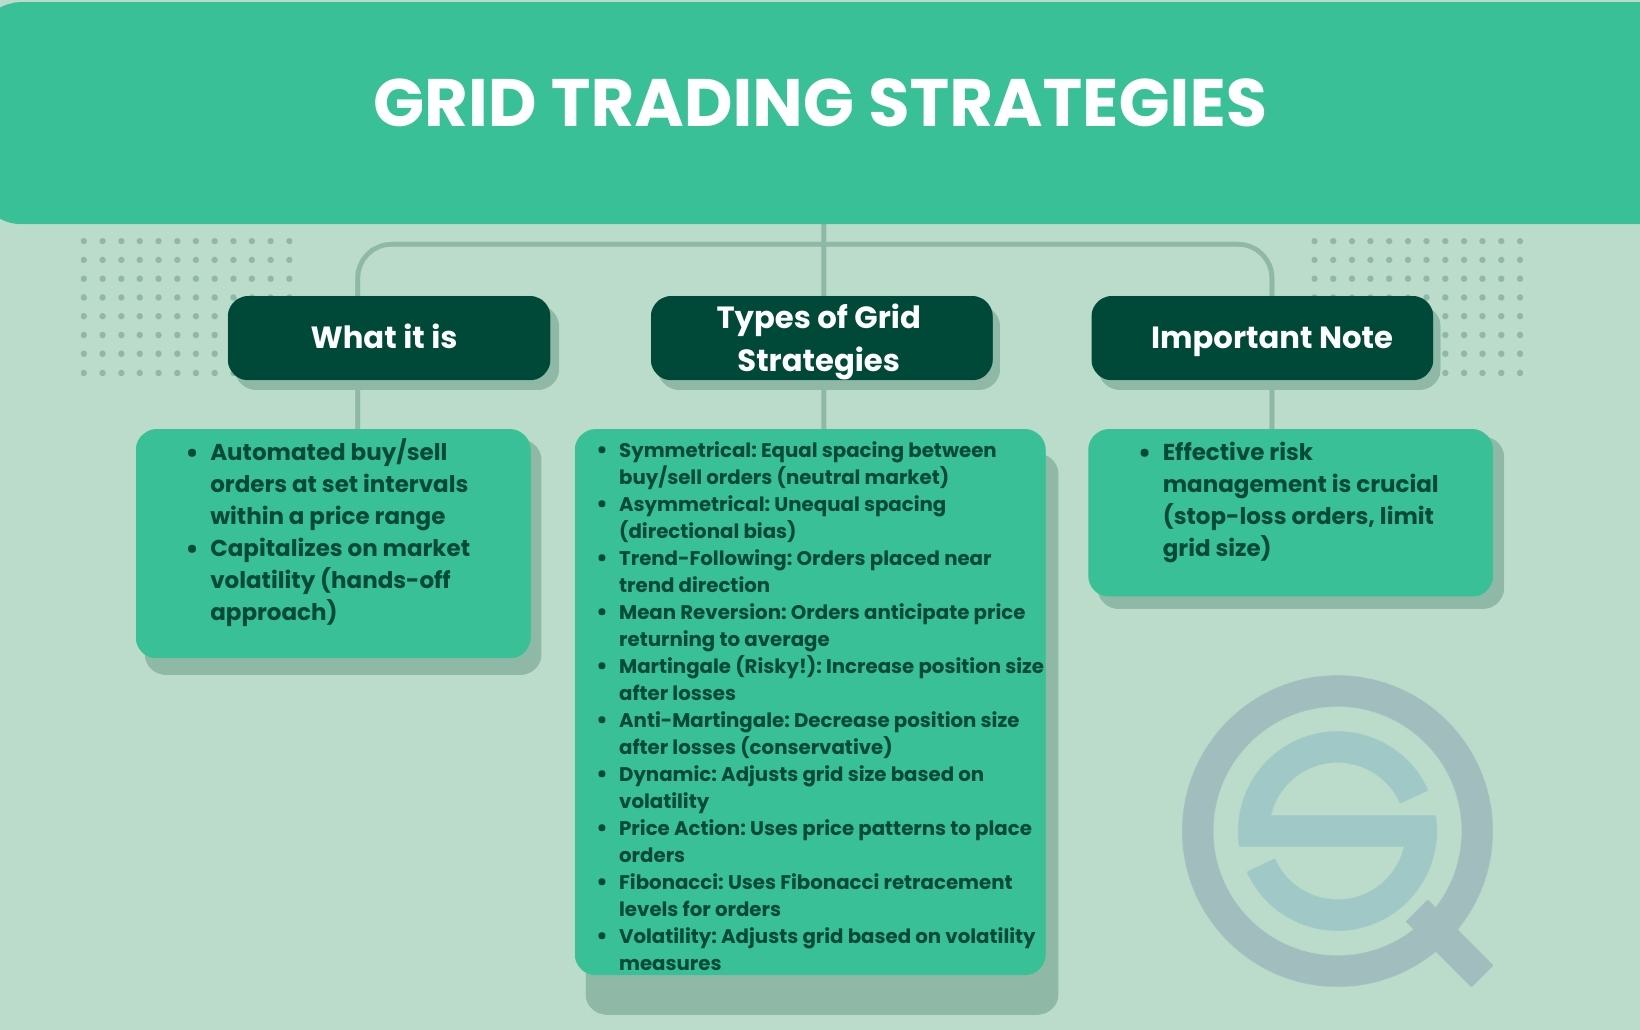 GRID TRADING STRATEGIES
What it is
• Automated buy/sell
orders at set intervals
within a price range
• Capitalizes on market
volatility (hands-off
approach)
Types of Grid
Strategies
• Symmetrical: Equal spacing between
buy/sell orders (neutral market)
• Asymmetrical: Unequal spacing
(directional bias)
• Trend-Following: Orders placed near
trend direction
• Mean Reversion: Orders anticipate price
returning to average
• Martingale (Risky!): Increase position size
after losses
• Anti-Martingale: Decrease position size
after losses (conservative)
• Dynamic: Adjusts grid size based on
volatility
• Price Action: Uses price patterns to place
orders
• Fibonacci: Uses Fibonacci retracement
levels for orders
• Volatility: Adjusts grid based on volatility
measures
Important Note
• Effective risk
management is crucial
(stop-loss orders, limit
grid size)